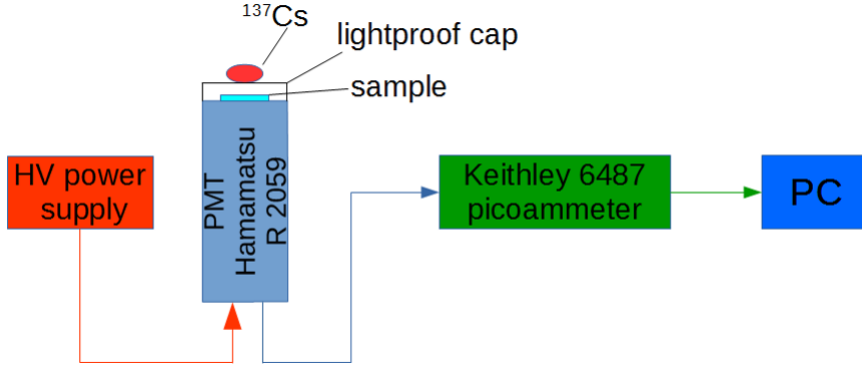 ¹³⁷Cs
lightproof cap
sample
HV power
supply
PMT
Hamamatsu
R 2059
Keithley 6487
picoammeter
PC